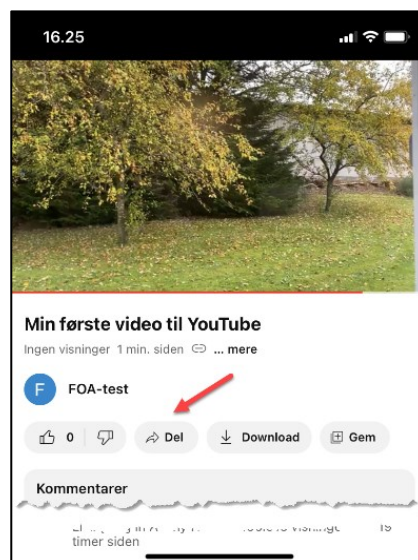 16.25
Min første video til YouTube
Ingen visninger 1 min. siden ... mere
F FOA-test
0 Del Download Gem
Kommentarer
timer siden